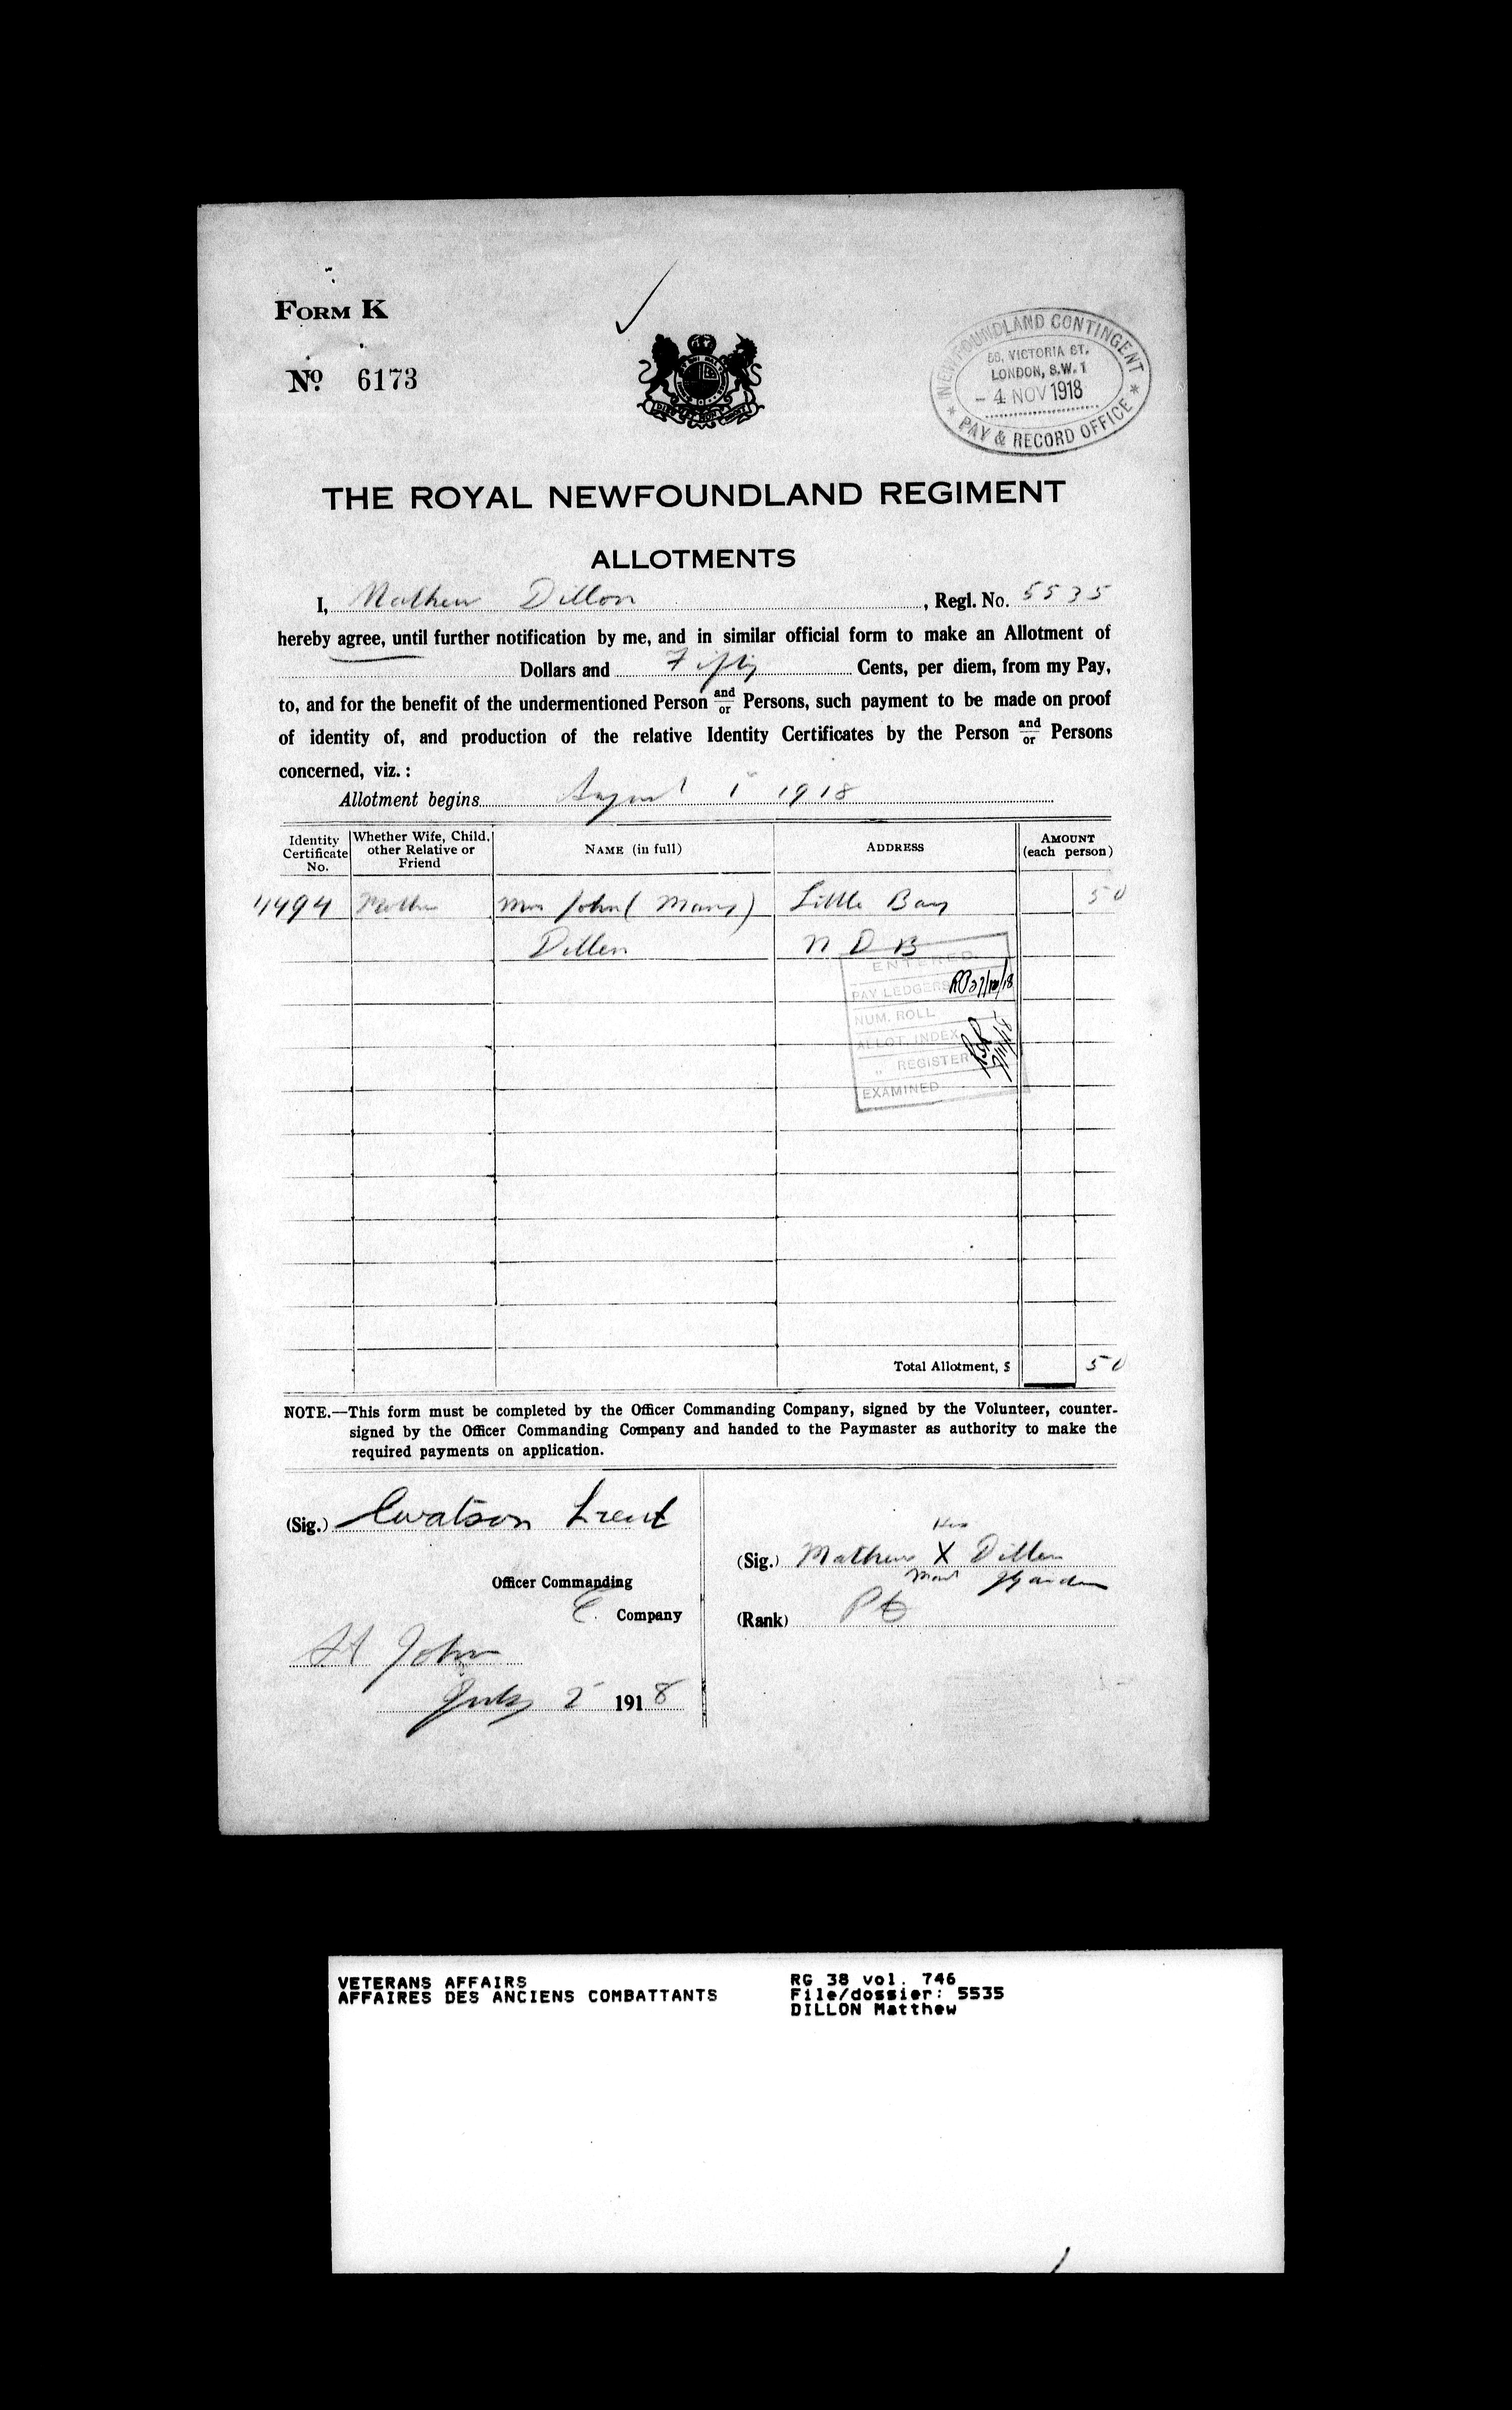 FORM K
No. 6173
NEWFOUNDLAND CONTINGENT
58, VICTORIA ST.
LONDON, S.W.1
- 4 NOV 1918
* PAY & RECORD OFFICE *
THE ROYAL NEWFOUNDLAND REGIMENT
ALLOTMENTS
I, Mathew Dillon, Regl. No. 5535
hereby agree, until further notification by me, and in similar official form to make an Allotment of
Dollars and Fifty Cents, per diem, from my Pay,
to, and for the benefit of the undermentioned Person and/or Persons, such payment to be made on proof
of identity of, and production of the relative Identity Certificates by the Person and/or Persons
concerned, viz.:
Allotment begins August 1st 1918
Identity Certificate No.
Whether Wife, Child, other Relative or Friend
NAME (in full)
ADDRESS
AMOUNT (each person)
4494 Mother Mrs John (Mary) Little Bay 50
Dillon N D B
ENTERED
PAY LEDGERS
NUM. ROLL
ALLOT. INDEX
„ REGISTER
EXAMINED
Total Allotment, $ 50
NOTE.—This form must be completed by the Officer Commanding Company, signed by the Volunteer, counter-
signed by the Officer Commanding Company and handed to the Paymaster as authority to make the
required payments on application.
(Sig.) Watson Lieut
Officer Commanding
C. Company
St John
July 5 1918
his
(Sig.) Mathew X Dillon
mark
(Rank) Pte
VETERANS AFFAIRS
AFFAIRES DES ANCIENS COMBATTANTS
RG 38 vol. 746
File/dossier: 5535
DILLON Matthew